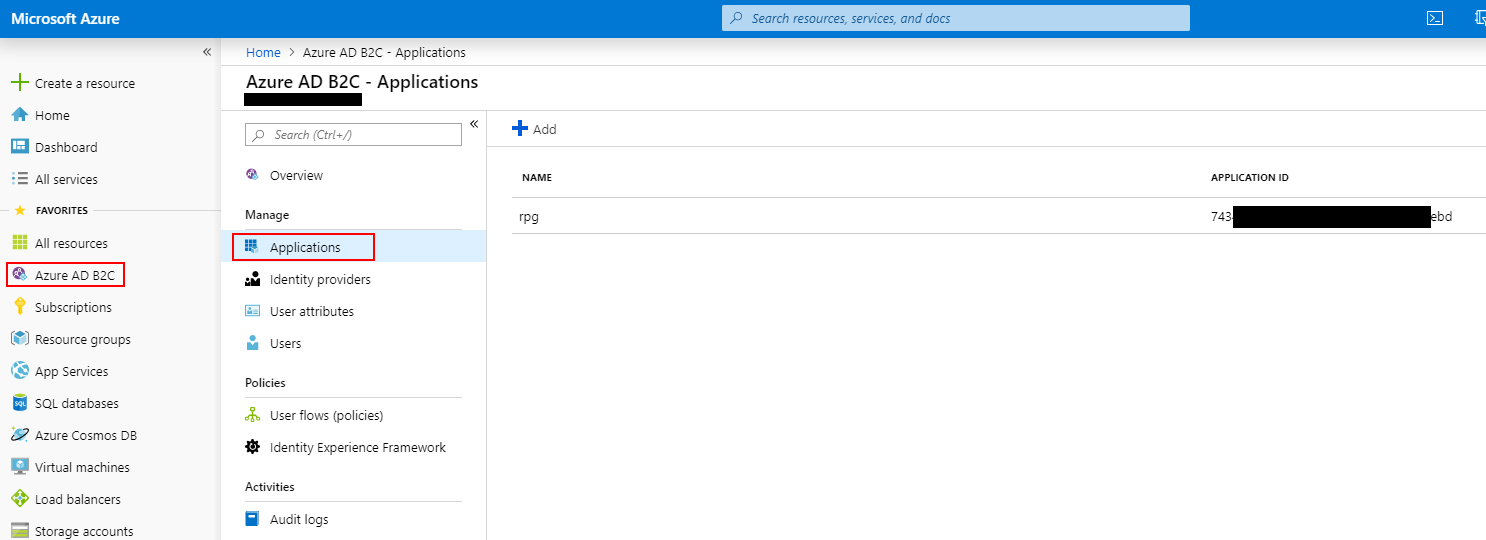 Microsoft Azure
Search resources, services, and docs
«
Create a resource
Home
Dashboard
All services
FAVORITES
All resources
Azure AD B2C
Subscriptions
Resource groups
App Services
SQL databases
Azure Cosmos DB
Virtual machines
Load balancers
Storage accounts
Home > Azure AD B2C - Applications
Azure AD B2C - Applications
Search (Ctrl+/)
«
Overview
Manage
Applications
Identity providers
User attributes
Users
Policies
User flows (policies)
Identity Experience Framework
Activities
Audit logs
Add
NAME APPLICATION ID
rpg 743 ebd